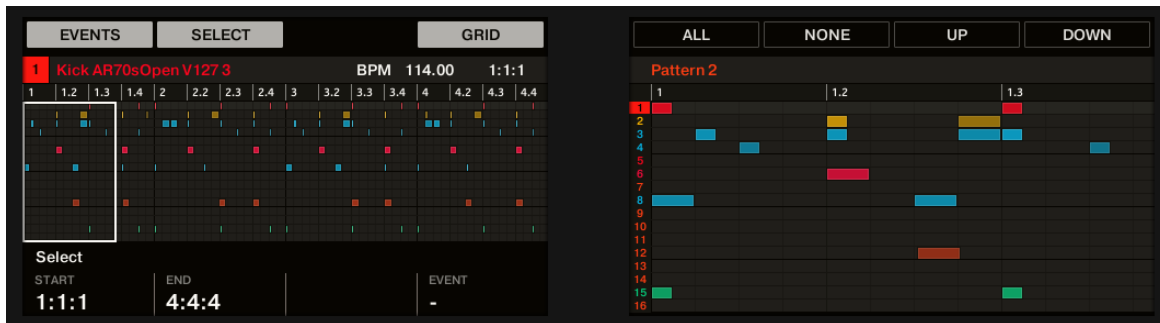 EVENTS SELECT GRID
1 Kick AR70sOpen V127 3 BPM 114.00 1:1:1
1 1.2 1.3 1.4 2 2.2 2.3 2.4 3 3.2 3.3 3.4 4 4.2 4.3 4.4
Select
START END EVENT
1:1:1 4:4:4 -
ALL NONE UP DOWN
Pattern 2
1 1.2 1.3
1
2
3
4
5
6
7
8
9
10
11
12
13
14
15
16